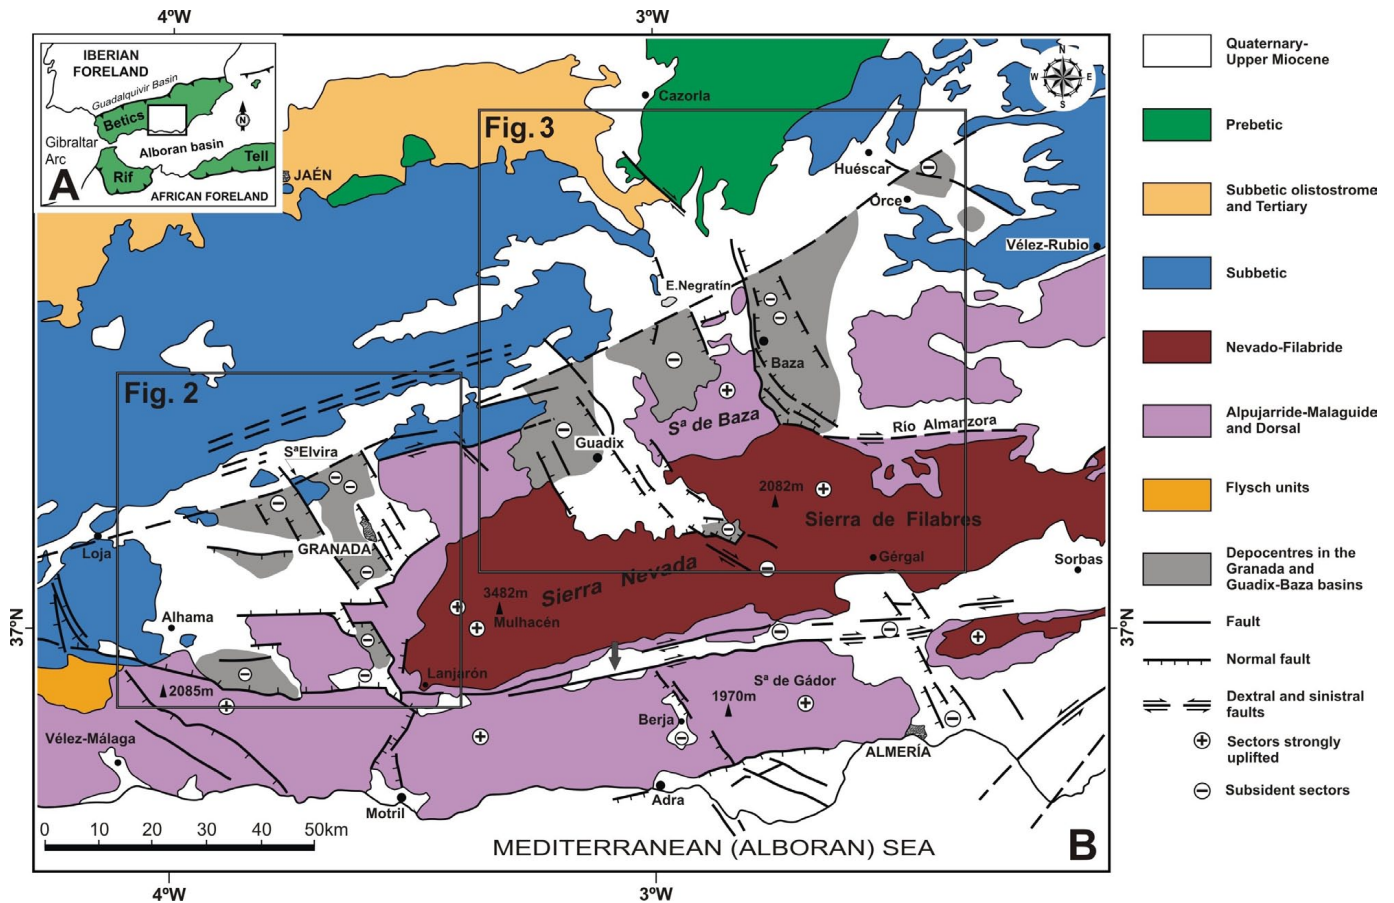 4ºW
3ºW
IBERIAN
FORELAND
Guadalquivir Basin
Betics
N
Gibraltar
Arc
Alboran basin
Tell
Rif
A
AFRICAN FORELAND
JAÉN
Cazorla
Fig. 3
N
W
E
S
Huéscar
Orce
Vélez-Rubio
E.Negratín
Baza
Sª de Baza
Río Almanzora
Fig. 2
SªElvira
Guadix
2082m
Sierra de Filabres
GRANADA
Loja
Gérgal
Sorbas
Sierra Nevada
3482m
Mulhacén
Alhama
37ºN
37ºN
Lanjarón
2085m
Sª de Gádor
1970m
Berja
Vélez-Málaga
ALMERÍA
Motril
Adra
0 10 20 30 40 50km
MEDITERRANEAN (ALBORAN) SEA
B
4ºW
3ºW
Quaternary-
Upper Miocene
Prebetic
Subbetic olistostrome
and Tertiary
Subbetic
Nevado-Filabride
Alpujarride-Malaguide
and Dorsal
Flysch units
Depocentres in the
Granada and
Guadix-Baza basins
Fault
Normal fault
Dextral and sinistral
faults
Sectors strongly
uplifted
Subsident sectors